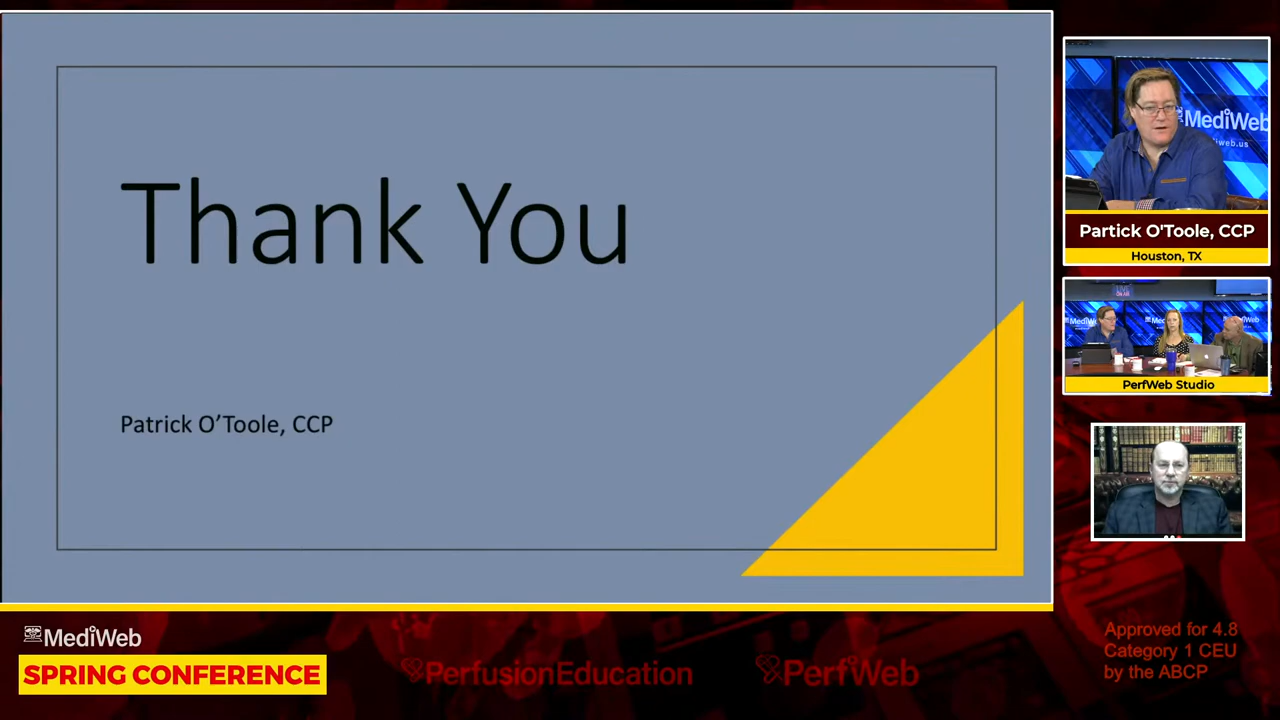 Thank You
Patrick O’Toole, CCP
MediWeb
Partick O'Toole, CCP
Houston, TX
PerfWeb Studio
MediWeb
SPRING CONFERENCE
PerfusionEducation
PerfWeb
Approved for 4.8
Category 1 CEU
by the ABCP